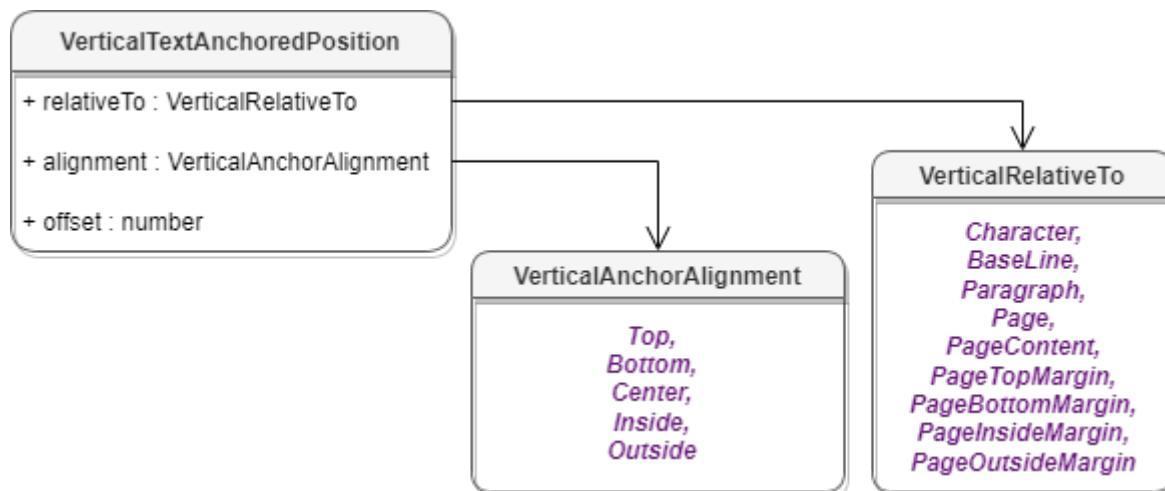 VerticalTextAnchoredPosition
+ relativeTo : VerticalRelativeTo
+ alignment : VerticalAnchorAlignment
+ offset : number
VerticalAnchorAlignment
Top,
Bottom,
Center,
Inside,
Outside
VerticalRelativeTo
Character,
BaseLine,
Paragraph,
Page,
PageContent,
PageTopMargin,
PageBottomMargin,
PageInsideMargin,
PageOutsideMargin